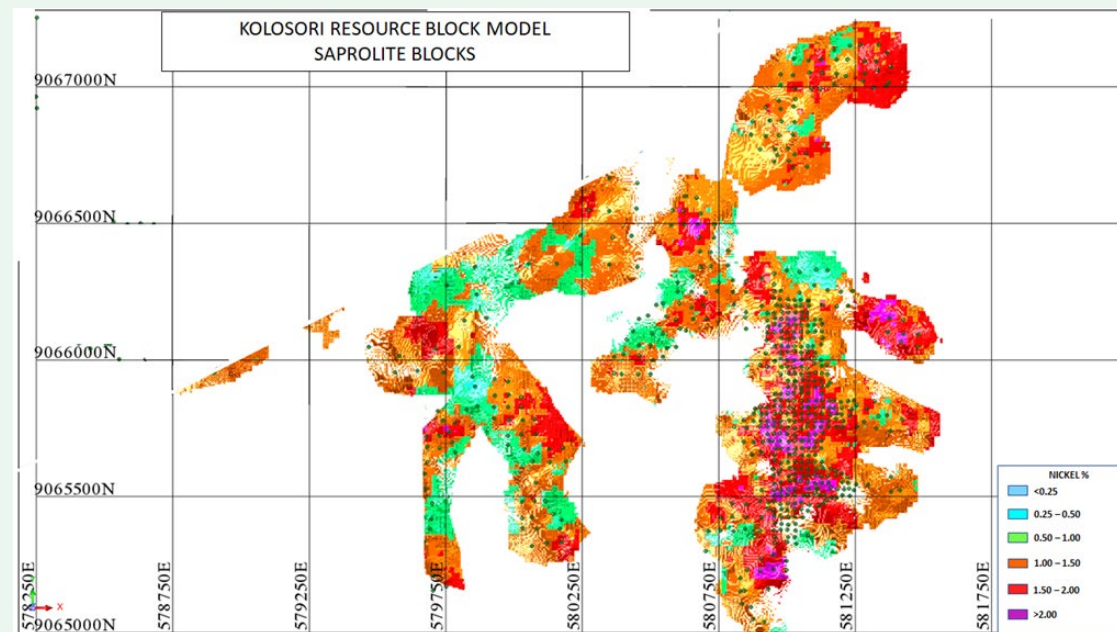 KOLOSORI RESOURCE BLOCK MODEL
SAPROLITE BLOCKS
9067000N
9066500N
9066000N
9065500N
9065000N
578250E
578750E
579250E
579750E
580250E
580750E
581250E
581750E
X
NICKEL %
<0.25
0.25 – 0.50
0.50 – 1.00
1.00 – 1.50
1.50 – 2.00
>2.00